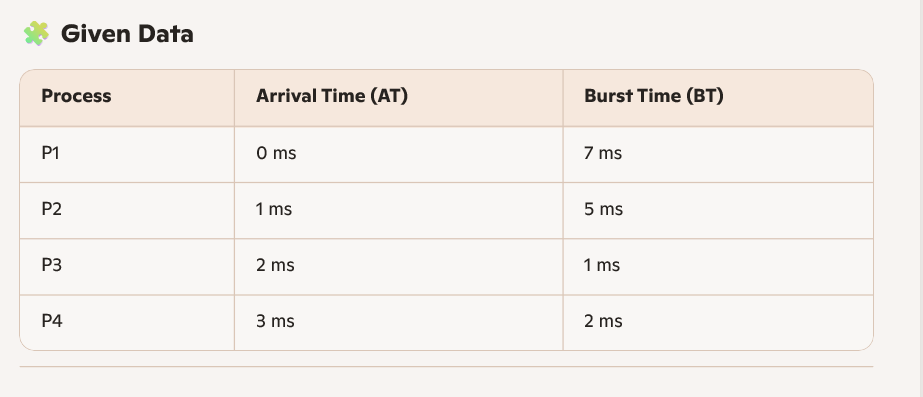 Given Data
Process Arrival Time (AT) Burst Time (BT)
P1 0 ms 7 ms
P2 1 ms 5 ms
P3 2 ms 1 ms
P4 3 ms 2 ms